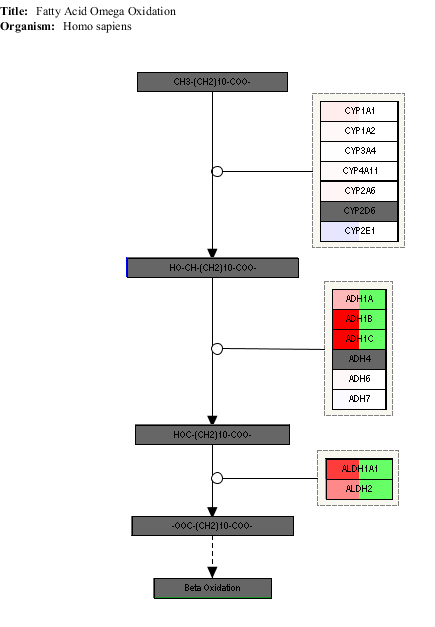 Title: Fatty Acid Omega Oxidation
Organism: Homo sapiens
CH3-(CH2)10-COO-
CYP1A1
CYP1A2
CYP3A4
CYP4A11
CYP2A6
CYP2D6
CYP2E1
HO-CH-(CH2)10-COO-
ADH1A
ADH1B
ADH1C
ADH4
ADH6
ADH7
HOC-(CH2)10-COO-
ALDH1A1
ALDH2
-OOC-(CH2)10-COO-
Beta Oxidation